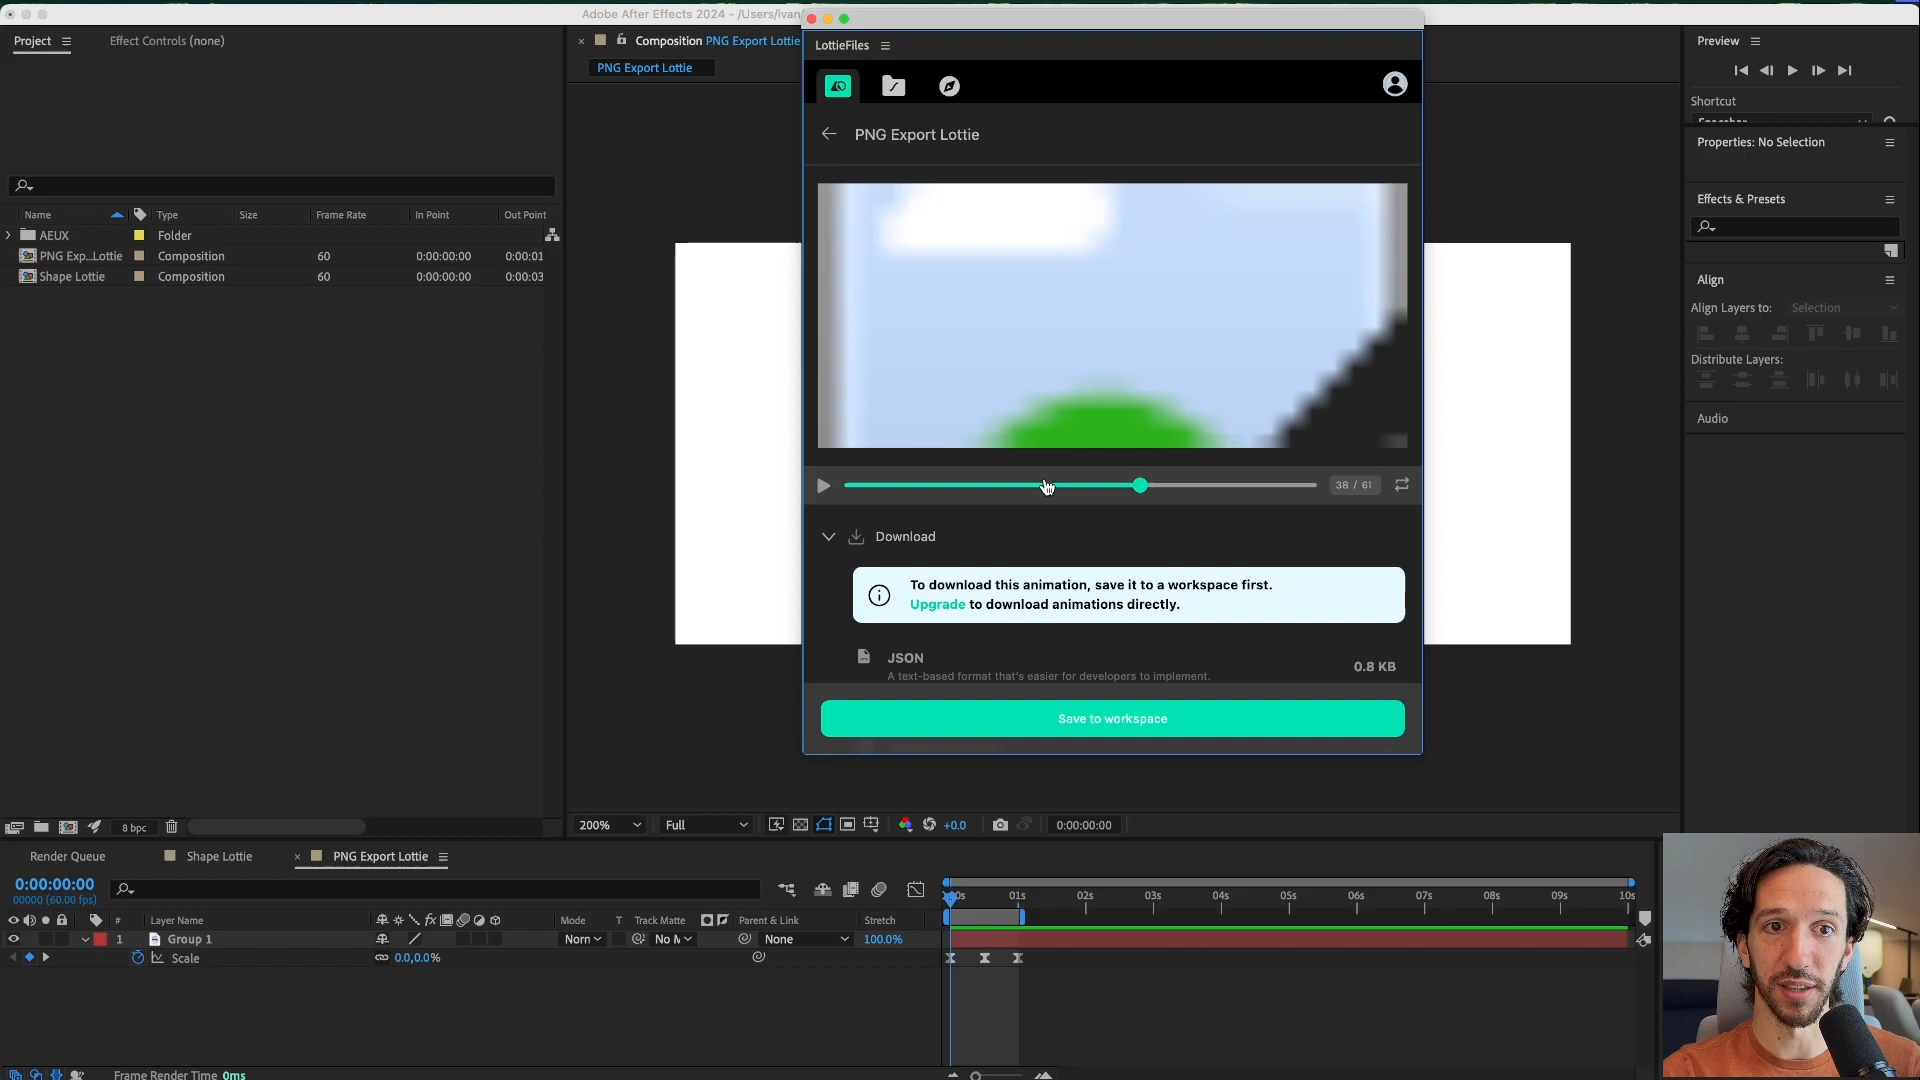 Adobe After Effects 2024 - /Users/ivan
Project
Effect Controls (none)
Composition PNG Export Lottie
PNG Export Lottie
LottieFiles
PNG Export Lottie
38 / 61
Download
To download this animation, save it to a workspace first.
Upgrade to download animations directly.
JSON
0.8 KB
A text-based format that's easier for developers to implement.
Save to workspace
Preview
Shortcut
Properties: No Selection
Effects & Presets
Align
Align Layers to: Selection
Distribute Layers:
Audio
Name Type Size Frame Rate In Point Out Point
AEUX Folder
PNG Exp...Lottie Composition 60 0:00:00:00 0:00:01
Shape Lottie Composition 60 0:00:00:00 0:00:03
8 bpc
200% Full +0.0 0:00:00:00
Render Queue Shape Lottie PNG Export Lottie
0:00:00:00
00000 (60.00 fps)
01s 02s 03s 04s 05s 06s 07s 08s 09s 10s
# Layer Name Mode T Track Matte Parent & Link Stretch
1 Group 1 Norn No M None 100.0%
Scale 0.0,0.0%
Frame Render Time 0ms